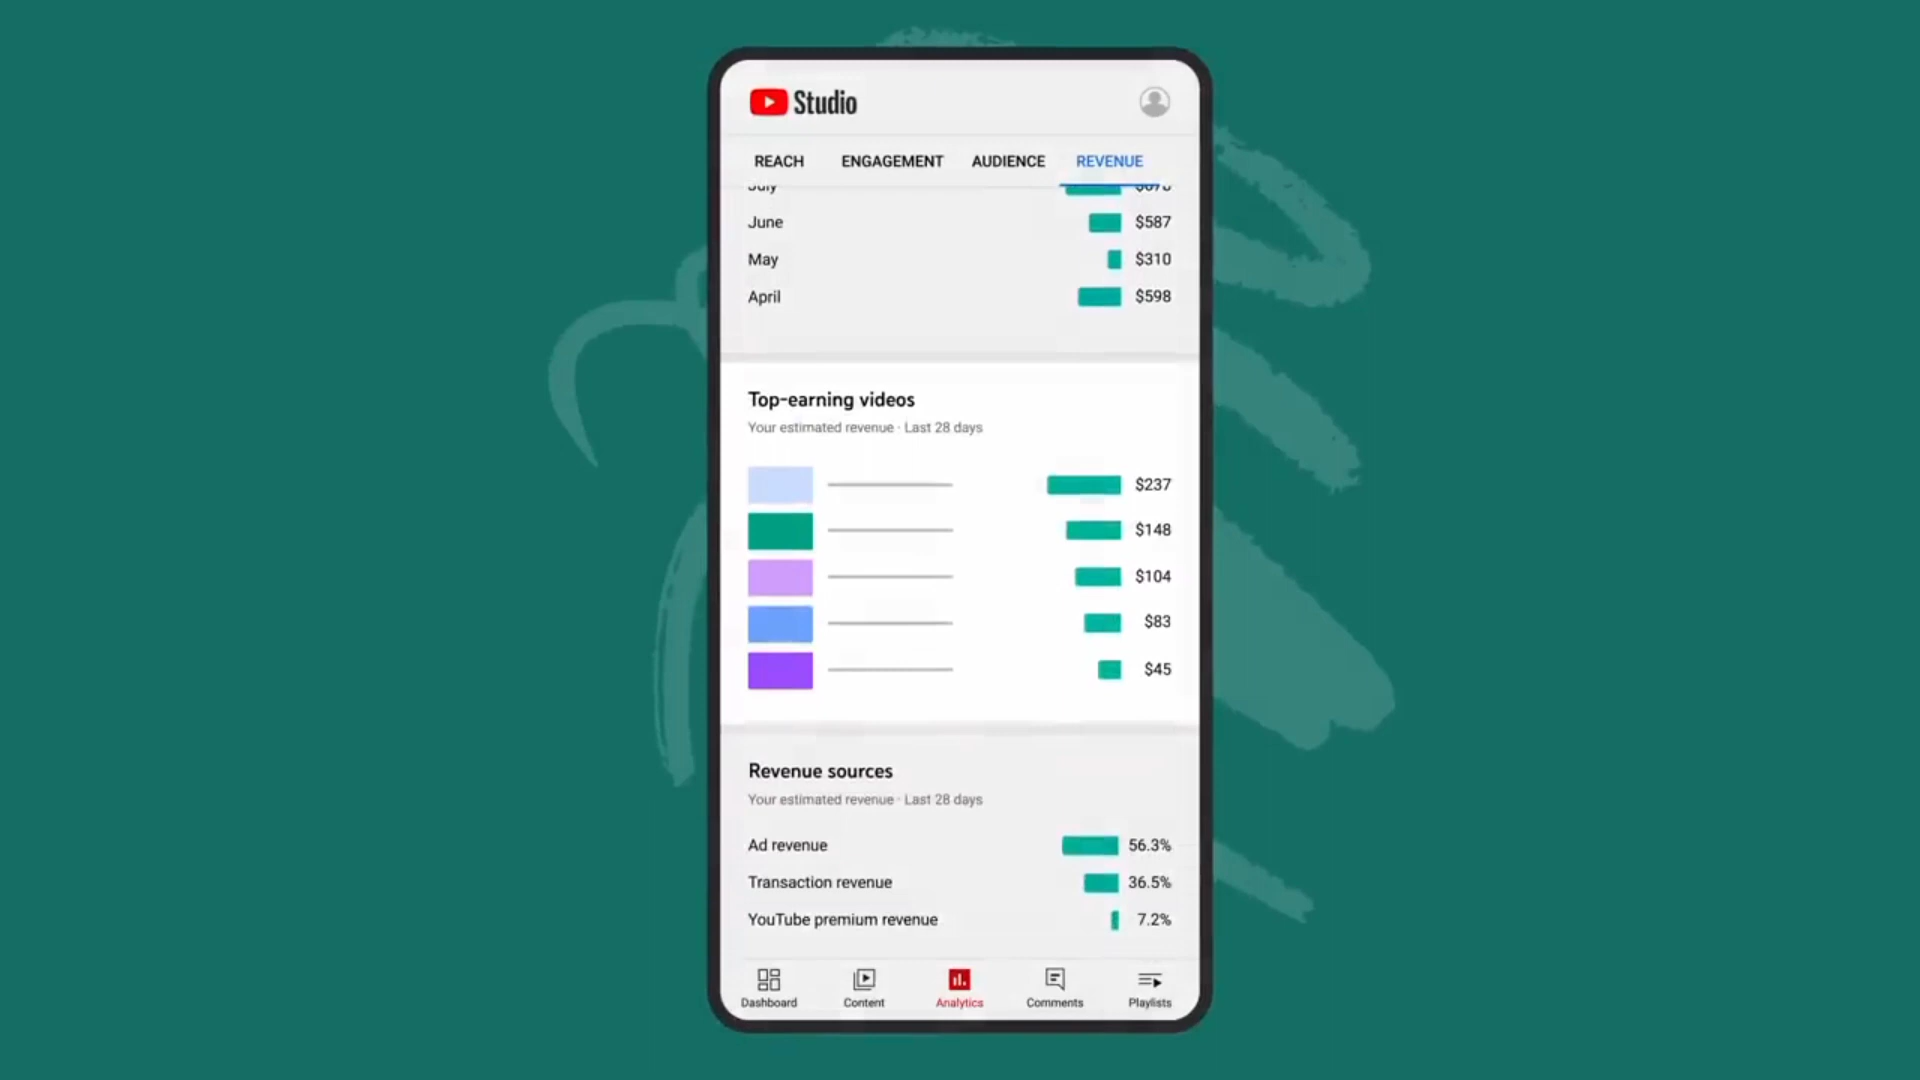 Studio
REACH ENGAGEMENT AUDIENCE REVENUE
July
June $587
May $310
April $598
Top-earning videos
Your estimated revenue · Last 28 days
$237
$148
$104
$83
$45
Revenue sources
Your estimated revenue · Last 28 days
Ad revenue 56.3%
Transaction revenue 36.5%
YouTube premium revenue 7.2%
Dashboard Content Analytics Comments Playlists